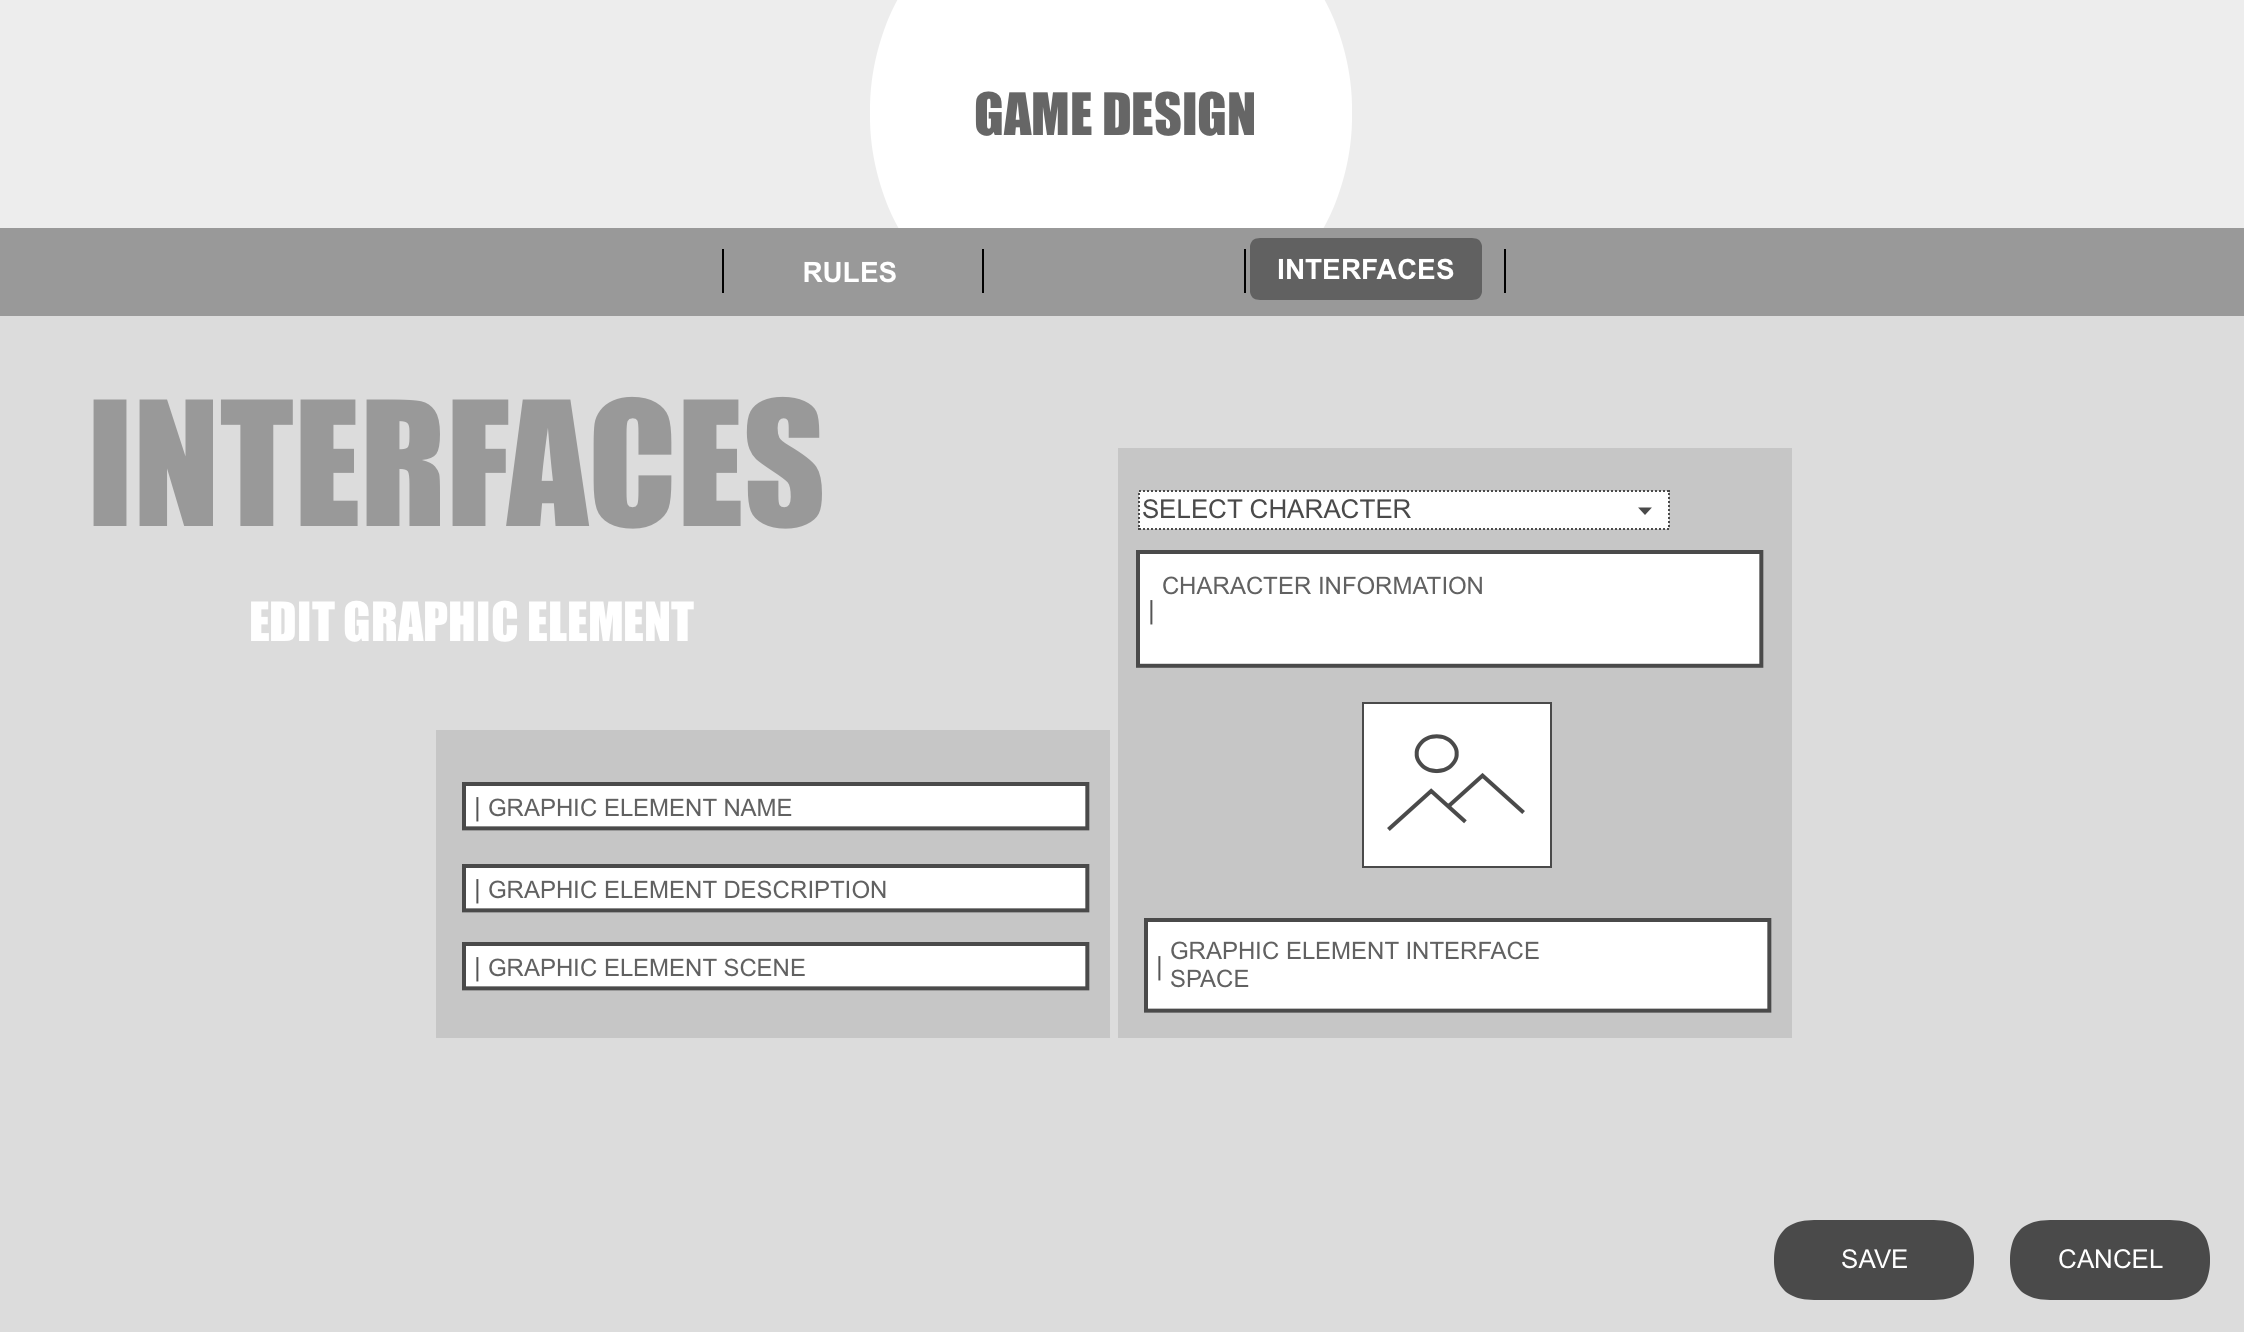 GAME DESIGN
RULES
INTERFACES
INTERFACES
EDIT GRAPHIC ELEMENT
SELECT CHARACTER
CHARACTER INFORMATION
GRAPHIC ELEMENT NAME
GRAPHIC ELEMENT DESCRIPTION
GRAPHIC ELEMENT SCENE
GRAPHIC ELEMENT INTERFACE
SPACE
SAVE
CANCEL